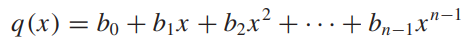 q(x) = b₀ + b₁x + b₂x² + · · · + bₙ₋₁xⁿ⁻¹